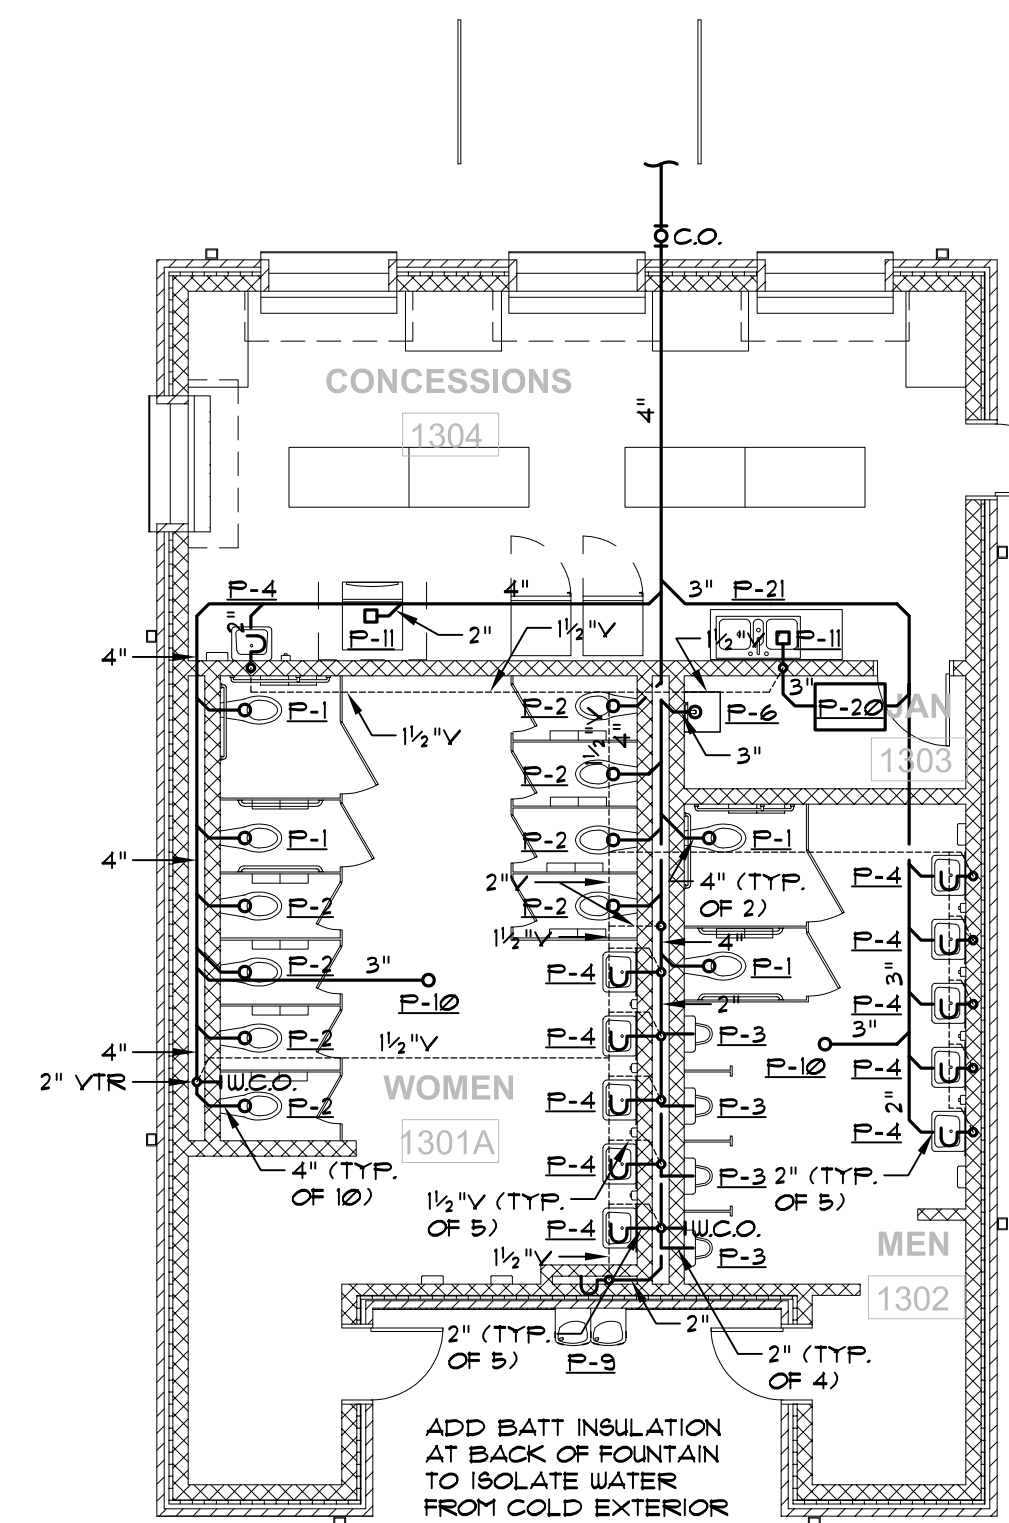 C.O.
CONCESSIONS
1304
4"
P-4
4"
3"
P-21
2"
P-11
2"
1½"V
1½"V
P-11
4"
3"
P-1
1½"V
P-2
1½"V
4"
P-6
P-20
JAN
3"
1303
P-2
P-1
P-2
P-1
4"
2"V
4" (TYP.
OF 2)
P-4
P-2
P-2
1½"V
4"
P-4
P-2
3"
P-4
P-1
3"
P-10
2"
P-4
P-2
1½"V
P-4
P-3
3"
P-10
P-4
4"
2" VTR
W.C.O.
WOMEN
P-2
P-4
P-3
2"
P-4
1301A
4" (TYP.
OF 10)
P-4
P-3
2" (TYP.
OF 5)
1½"V (TYP.
OF 5)
P-4
W.C.O.
1½"V
P-3
MEN
1302
2" (TYP.
OF 5)
2"
P-9
2" (TYP.
OF 4)
ADD BATT INSULATION
AT BACK OF FOUNTAIN
TO ISOLATE WATER
FROM COLD EXTERIOR